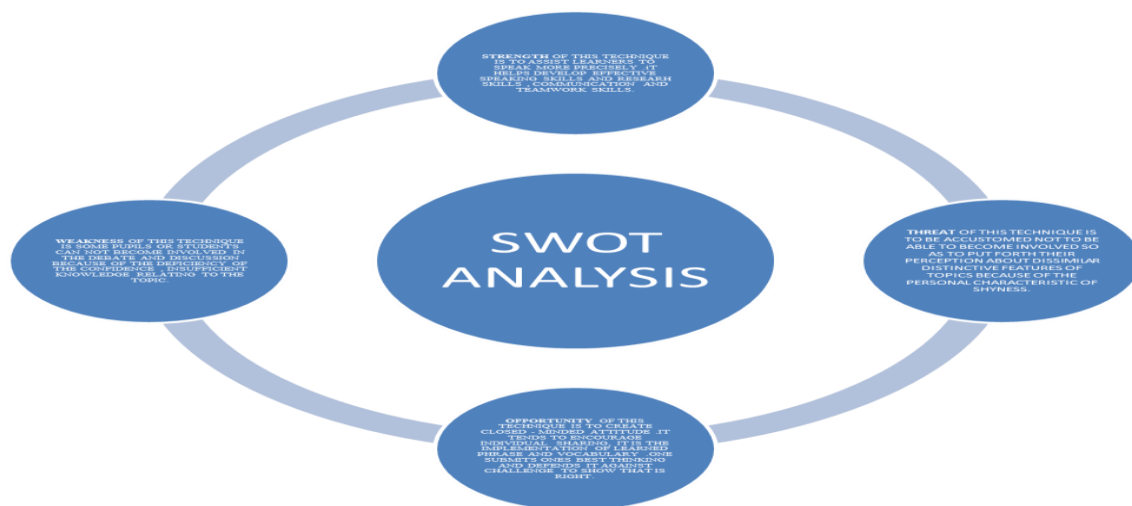 STRENGTH OF THIS TECHNIQUE
IS TO ASSIST LEARNERS TO
SPEAK MORE PRECISELY .IT
HELPS DEVELOP EFFECTIVE
SPEAKING SKILLS AND RESEARH
SKILLS , COMMUNICATION AND
TEAMWORK SKILLS.
WEAKNESS OF THIS TECHNIQUE
IS SOME PUPILS OR STUDENTS
CAN NOT BECOME INVOLVED IN
THE DEBATE AND DISCUSSION
BECAUSE OF THE DEFICIENCY OF
THE CONFIDENCE , INSUFFICIENT
KNOWLEDGE RELATING TO THE
TOPIC.
SWOT
ANALYSIS
THREAT OF THIS TECHNIQUE IS
TO BE ACCUSTOMED NOT TO BE
ABLE TO BECOME INVOLVED SO
AS TO PUT FORTH THEIR
PERCEPTION ABOUT DISSIMILAR
DISTINCTIVE FEATURES OF
TOPICS BECAUSE OF THE
PERSONAL CHARACTERISTIC OF
SHYNESS.
OPPORTUNITY OF THIS
TECHNIQUE IS TO CREATE
CLOSED - MINDED ATTITUDE .IT
TENDS TO ENCOURAGE
INDIVIDUAL SHARING, IT IS THE
IMPLEMENTATION OF LEARNED
PHRASE AND VOCABULARY .ONE
SUBMITS ONES BEST THINKING
AND DEFENDS IT AGAINST
CHALLENGE TO SHOW THAT IS
RIGHT.